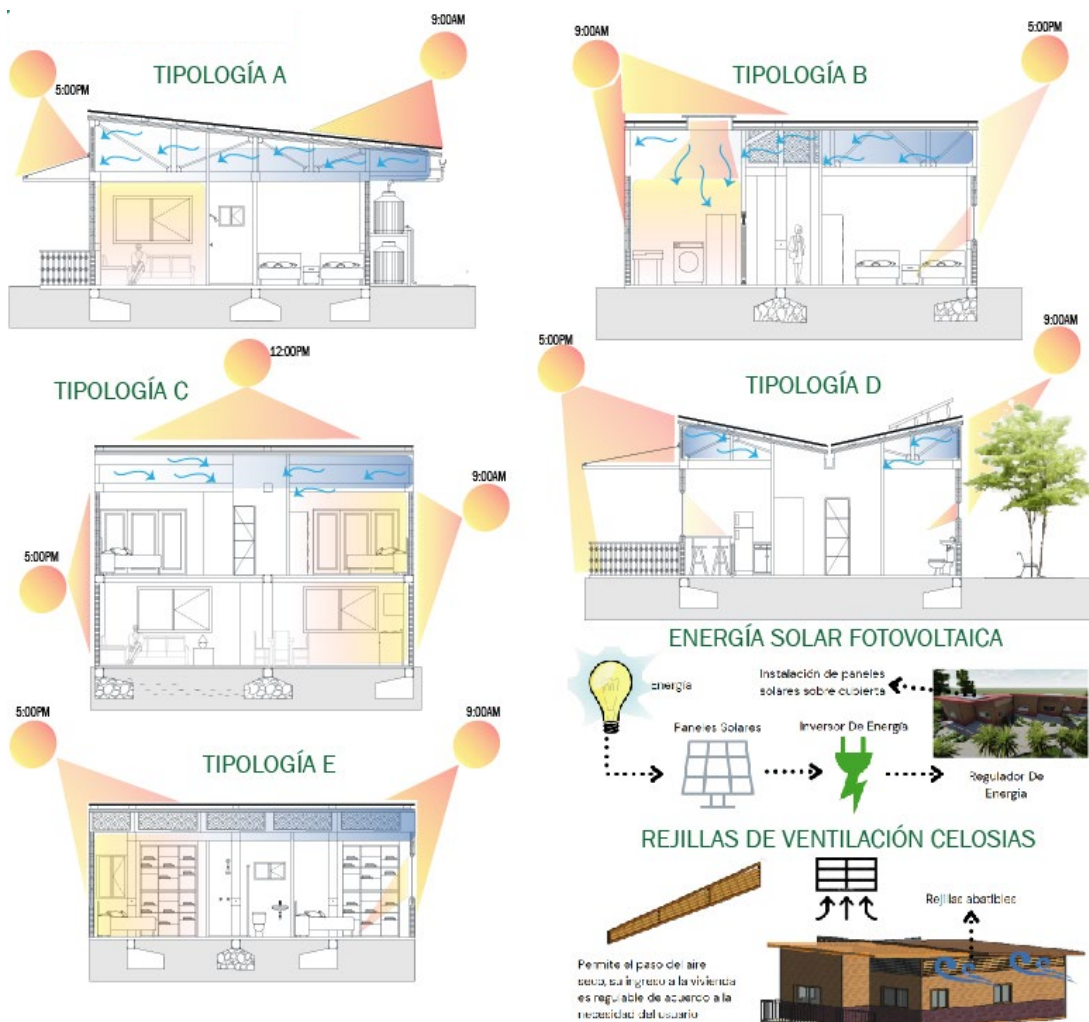 9:00AM
TIPOLOGÍA A
5:00PM
9:00AM
5:00PM
TIPOLOGÍA B
12:00PM
TIPOLOGÍA C
9:00AM
5:00PM
5:00PM
9:00AM
TIPOLOGÍA D
5:00PM
9:00AM
TIPOLOGÍA E
ENERGÍA SOLAR FOTOVOLTAICA
Energía
Instalación de paneles
solares sobre cubierta
Paneles Solares
Inversor De Energía
Regulador De
Energía
REJILLAS DE VENTILACIÓN CELOSIAS
Rejillas abatibles
Permite el paso del aire
seco, su ingreso a la vivienda
es regulable de acuerdo a la
necesidad del usuario